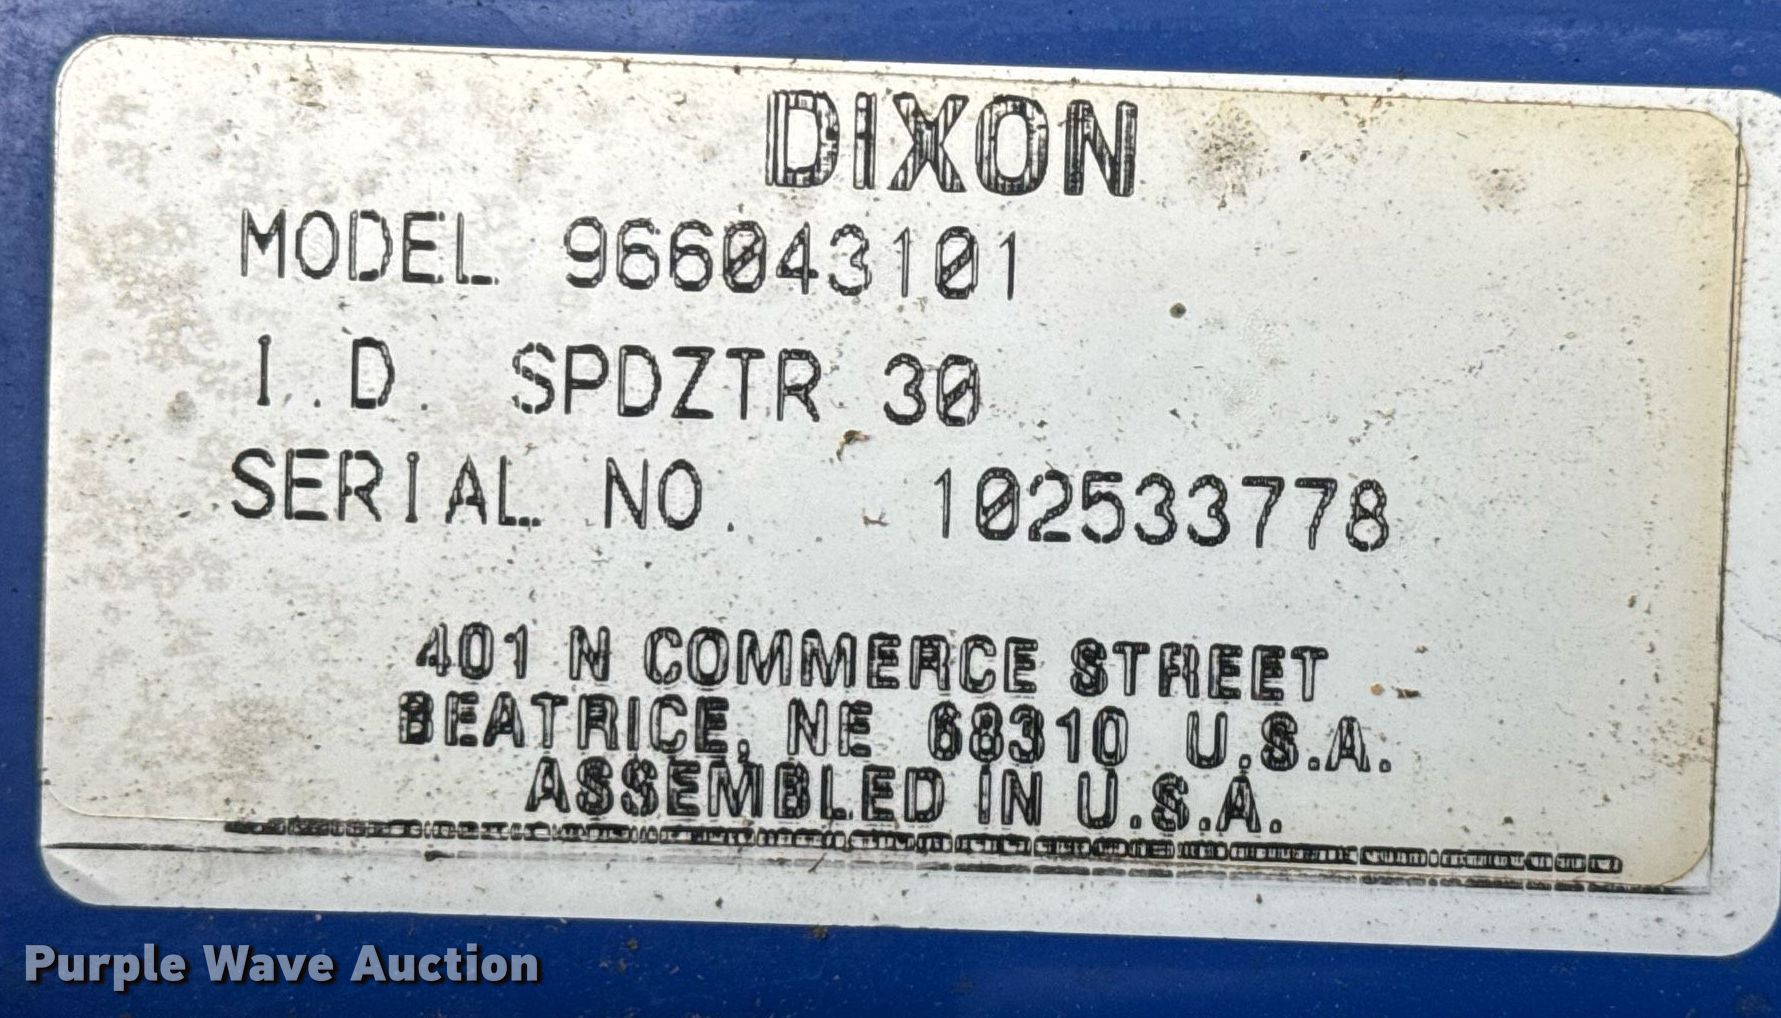 DIXON
MODEL 966043101
I.D. SPDZTR 30
SERIAL NO. 102533778
401 N COMMERCE STREET
BEATRICE, NE 68310 U.S.A.
ASSEMBLED IN U.S.A.
Purple Wave Auction